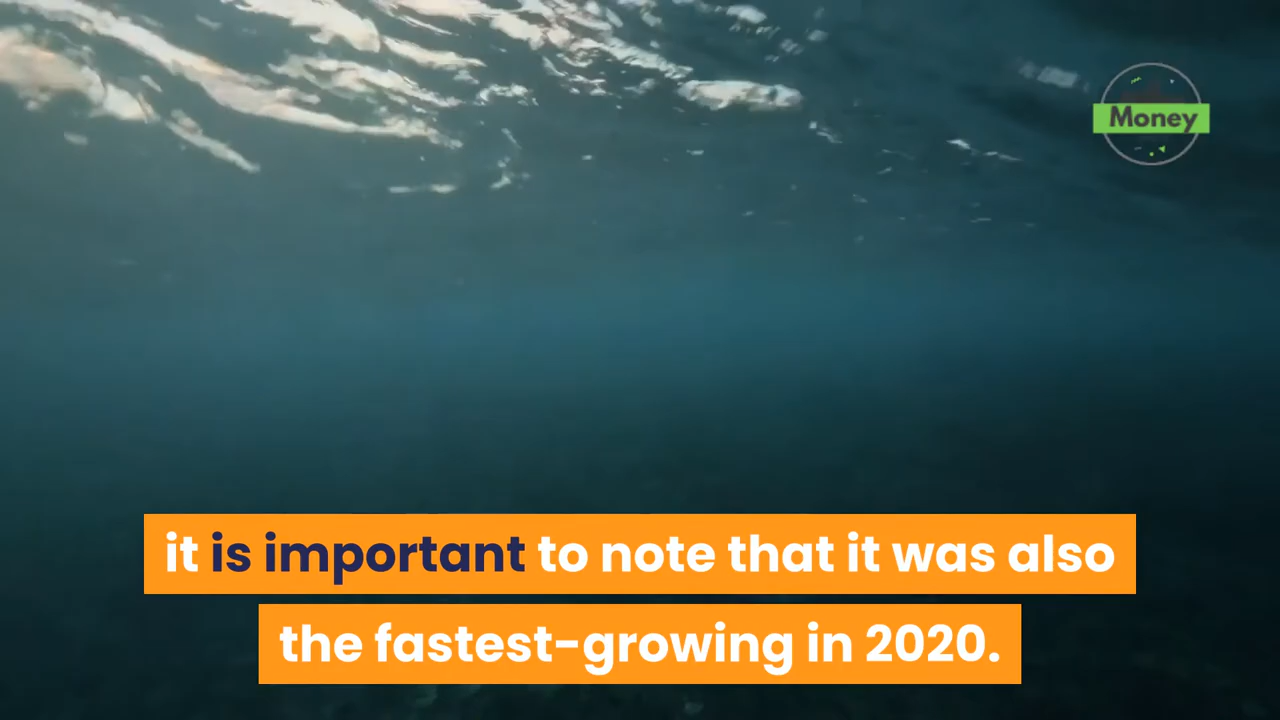 Money
it is important to note that it was also
the fastest-growing in 2020.